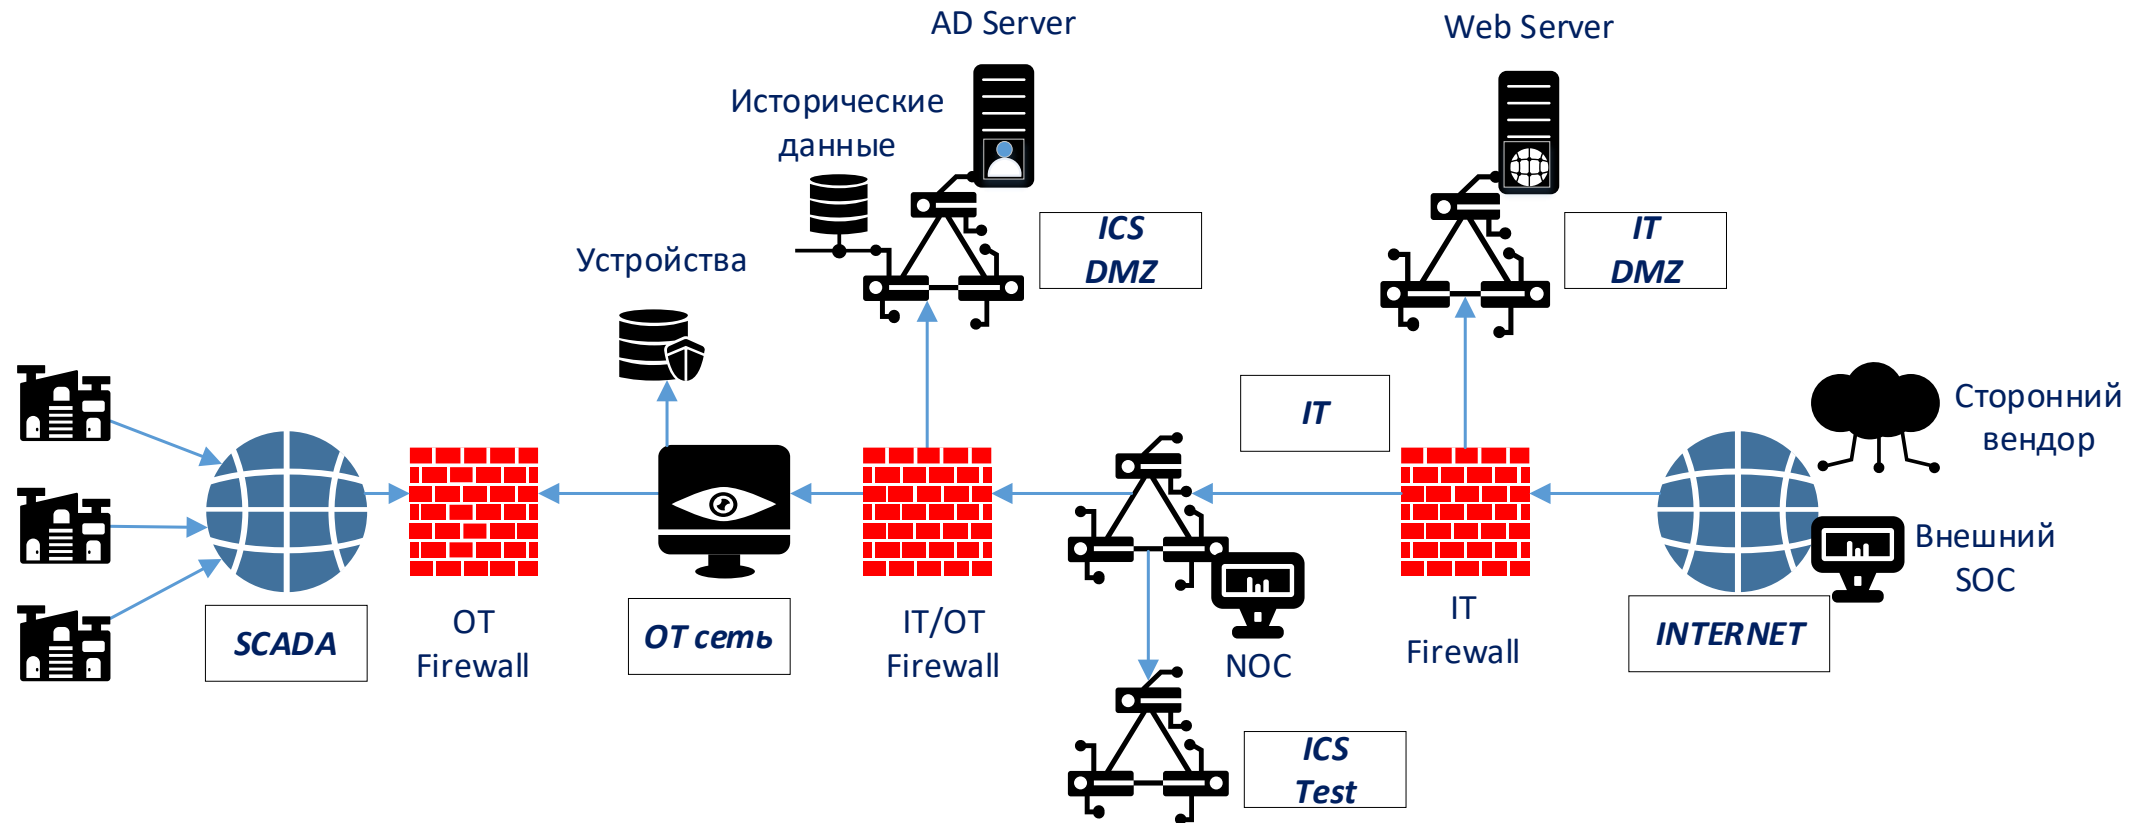 AD Server
Web Server
Исторические
данные
ICS
DMZ
IT
DMZ
Устройства
IT
Сторонний
вендор
Внешний
SOC
SCADA
OT
Firewall
ОТ сеть
IT/OT
Firewall
NOC
IT
Firewall
INTERNET
ICS
Test